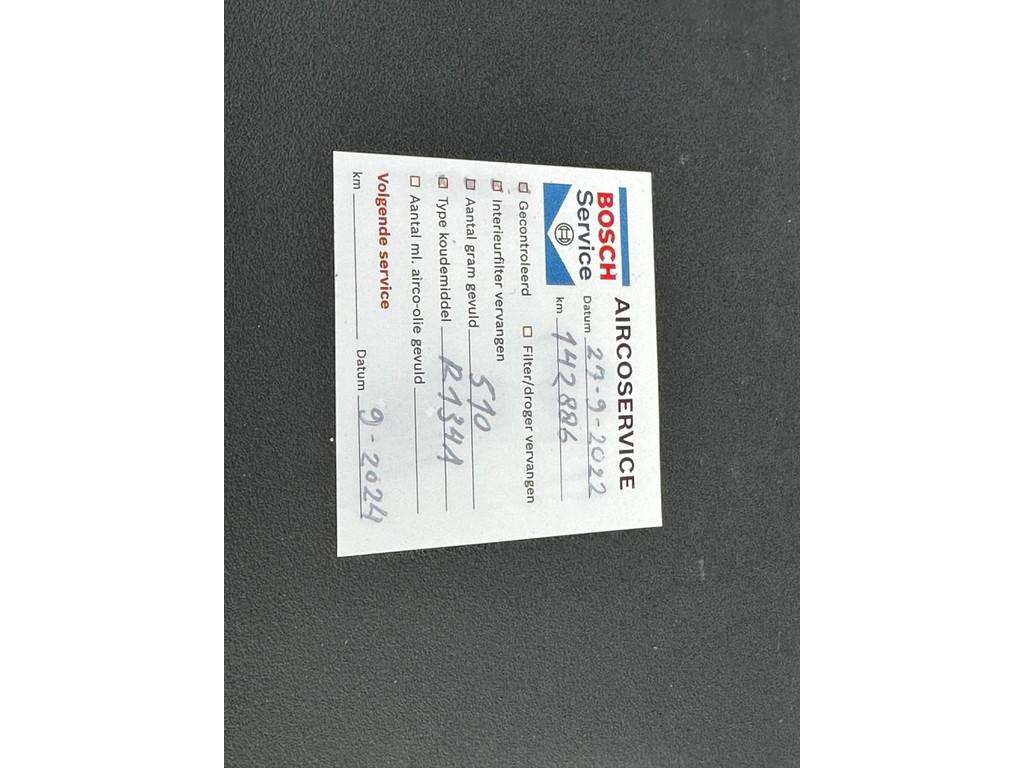 BOSCH
Service
AIRCOSERVICE
Datum 27-9-2022
km 142886
Gecontroleerd Filter/droger vervangen
Interieurfilter vervangen
Aantal gram gevuld 510
Type koudemiddel R134A
Aantal ml. airco-olie gevuld
Volgende service
km Datum 9-2024